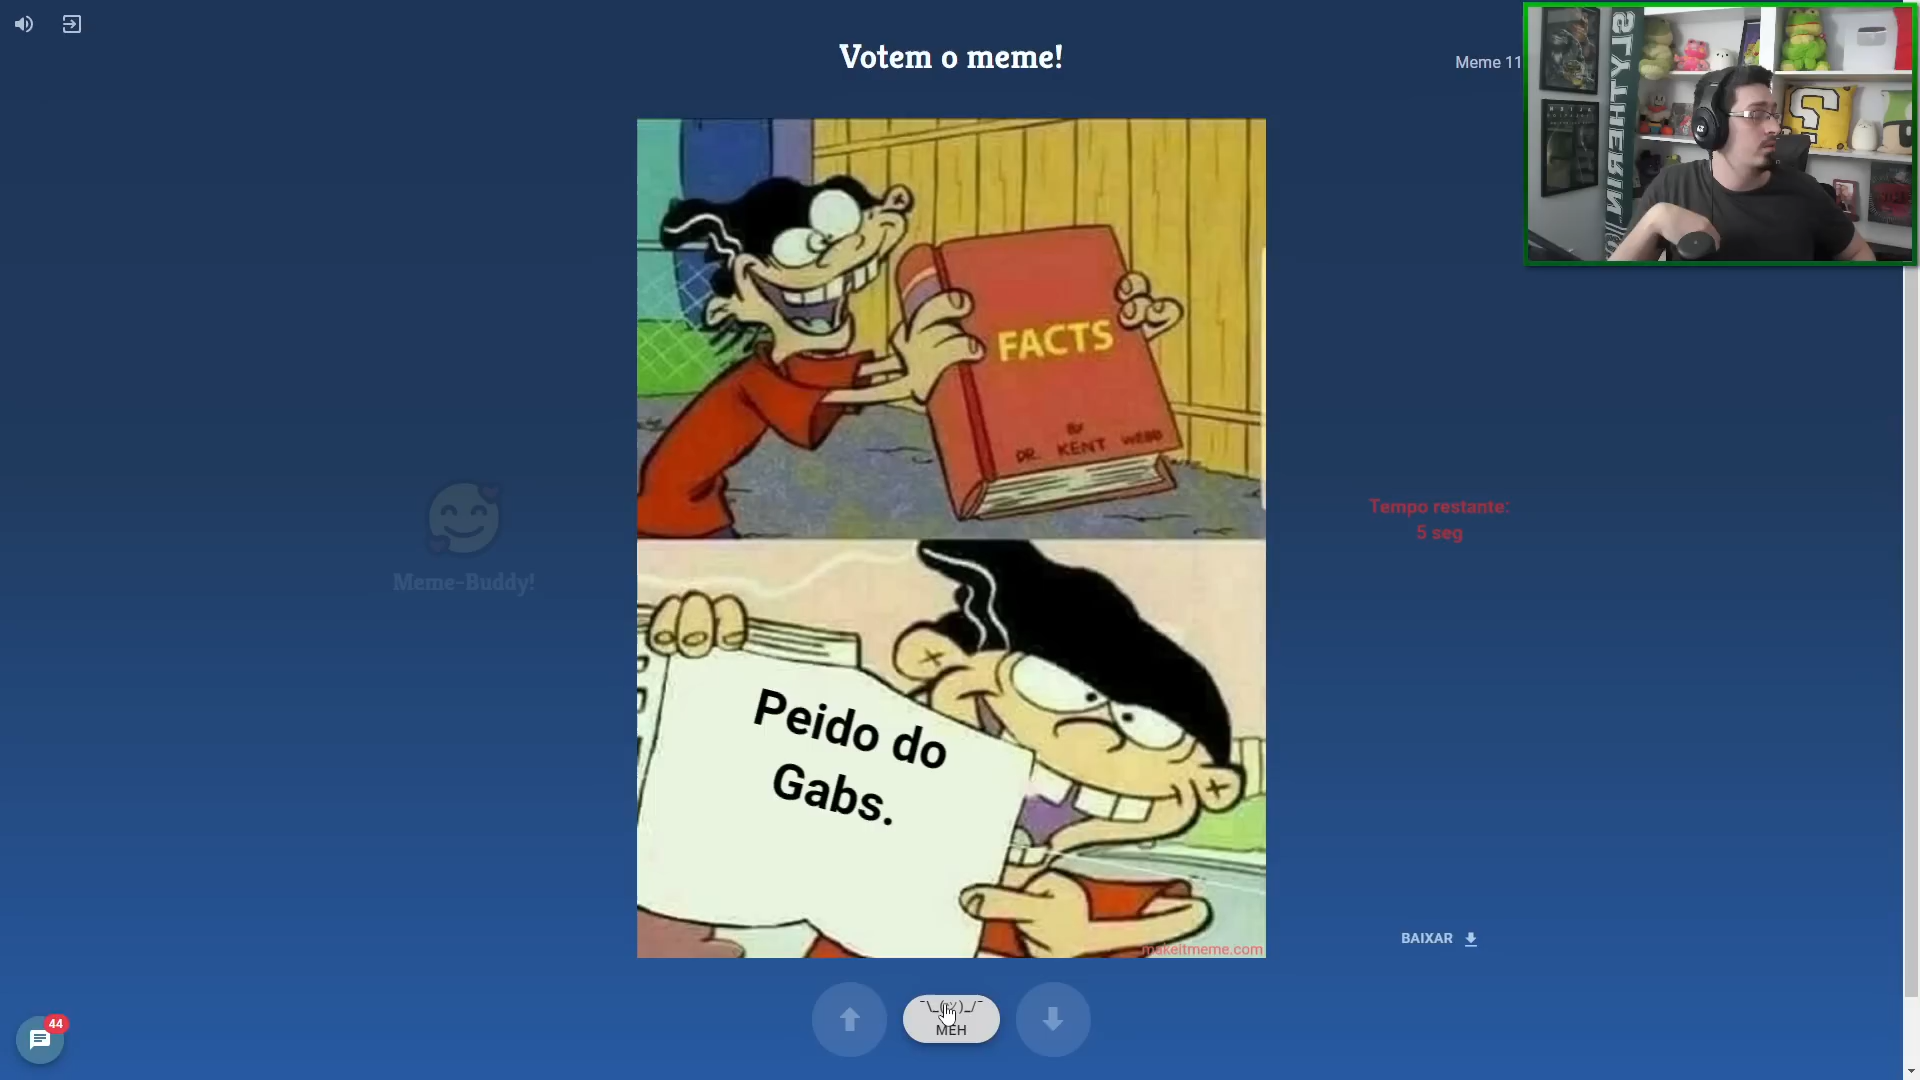 Votem o meme!
Meme 11
SLYTHERIN
FACTS
BY
DR. KENT WEBB
Meme-Buddy!
Tempo restante:
5 seg
Peido do
Gabs.
makeitmeme.com
BAIXAR
MEH
44